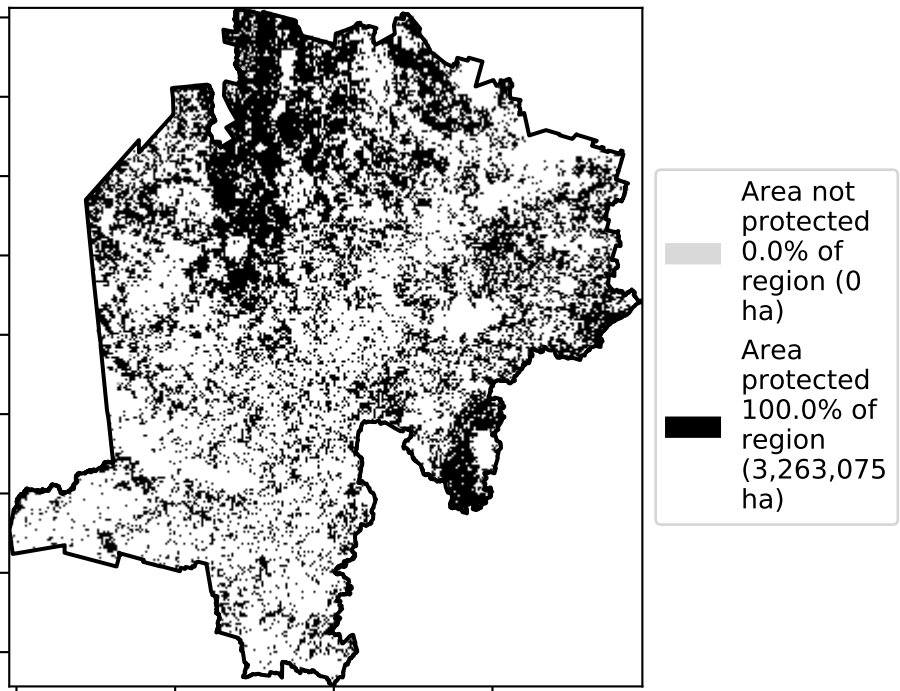 Area not
protected
0.0% of
region (0
ha)
Area
protected
100.0% of
region
(3,263,075
ha)